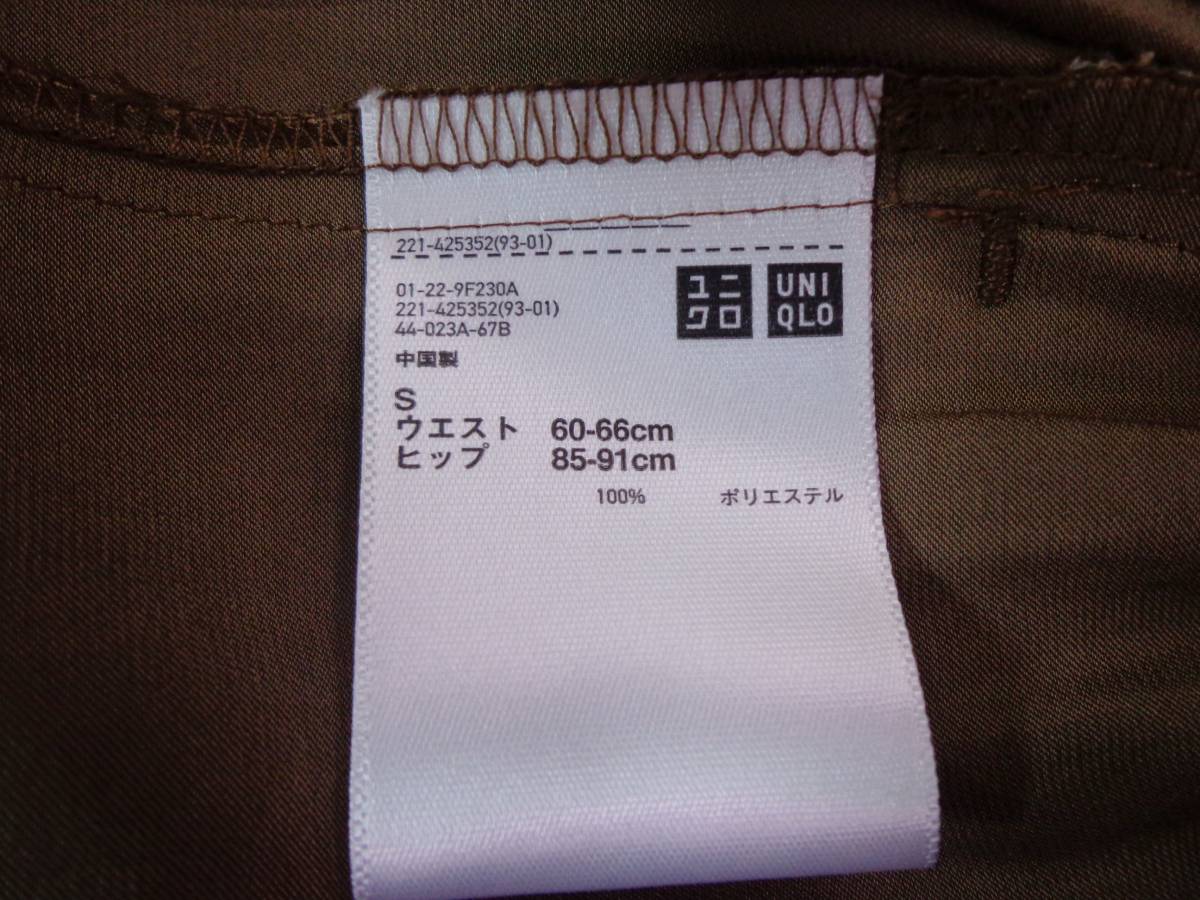 221-425352(93-01)
01-22-9F230A
221-425352(93-01)
44-023A-67B
ユニ
クロ
UNI
QLO
中国製
S
ウエスト 60-66cm
ヒップ 85-91cm
100% ポリエステル